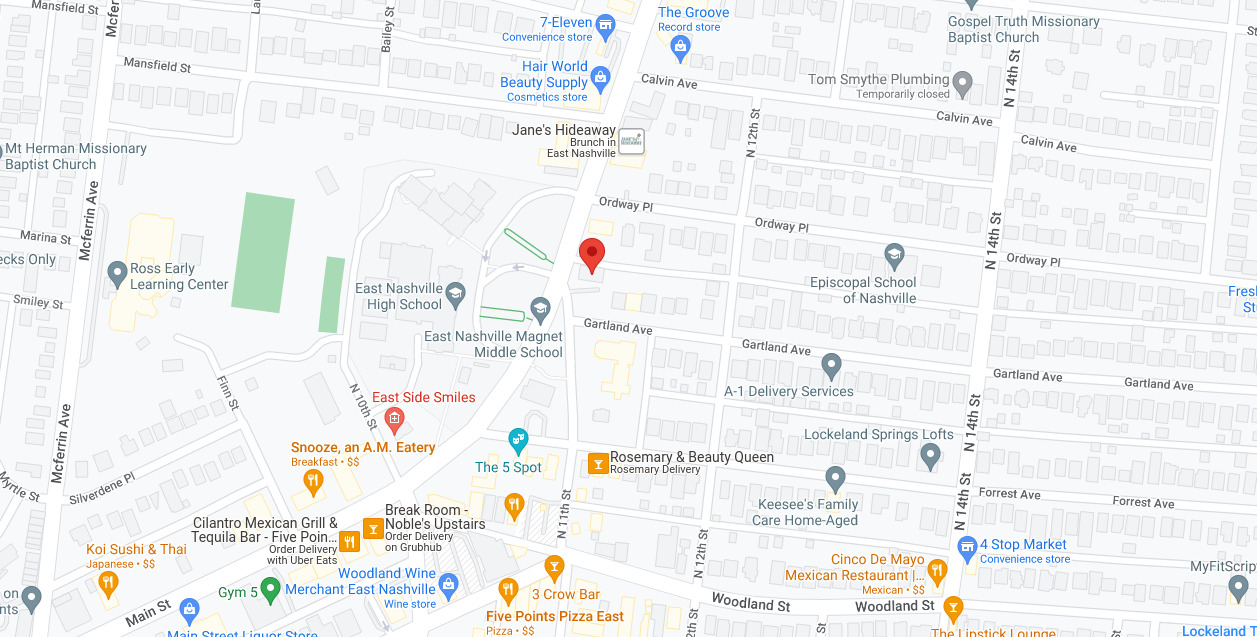 Mansfield St
Mcferrin
Bailey St
7-Eleven
Convenience store
The Groove
Record store
Gospel Truth Missionary
Baptist Church
Mansfield St
Hair World
Beauty Supply
Cosmetics store
Calvin Ave
Tom Smythe Plumbing
Temporarily closed
N 14th St
Calvin Ave
Calvin Ave
N 12th St
Jane's Hideaway
Brunch in
East Nashville
Mt Herman Missionary
Baptist Church
Mcferrin Ave
Ordway Pl
Ordway Pl
Ordway Pl
N 14th St
Marina St
ecks Only
Ross Early
Learning Center
Smiley St
East Nashville
High School
Episcopal School
of Nashville
East Nashville Magnet
Middle School
Gartland Ave
Gartland Ave
Gartland Ave
Gartland Ave
A-1 Delivery Services
Finn St
N 10th St
East Side Smiles
N 14th St
Mcferrin Ave
Lockeland Springs Lofts
Snooze, an A.M. Eatery
Breakfast • $$
The 5 Spot
Rosemary & Beauty Queen
Rosemary Delivery
Myrtle St
Silverdene Pl
N 11th St
Keesee's Family
Care Home-Aged
Forrest Ave
Forrest Ave
N 14th St
Break Room -
Noble's Upstairs
Order Delivery
on Grubhub
Cilantro Mexican Grill &
Tequila Bar - Five Poin...
Order Delivery
with Uber Eats
N 12th St
Koi Sushi & Thai
Japanese • $$
4 Stop Market
Convenience store
Cinco De Mayo
Mexican Restaurant |...
Mexican • $$
MyFitScrip
Woodland Wine
Merchant East Nashville
Wine store
Gym 5
3 Crow Bar
Main St
Woodland St
Woodland St
Five Points Pizza East
Pizza • $$
Main Street Liquor Store
The Lipstick Lounge
Lockeland T